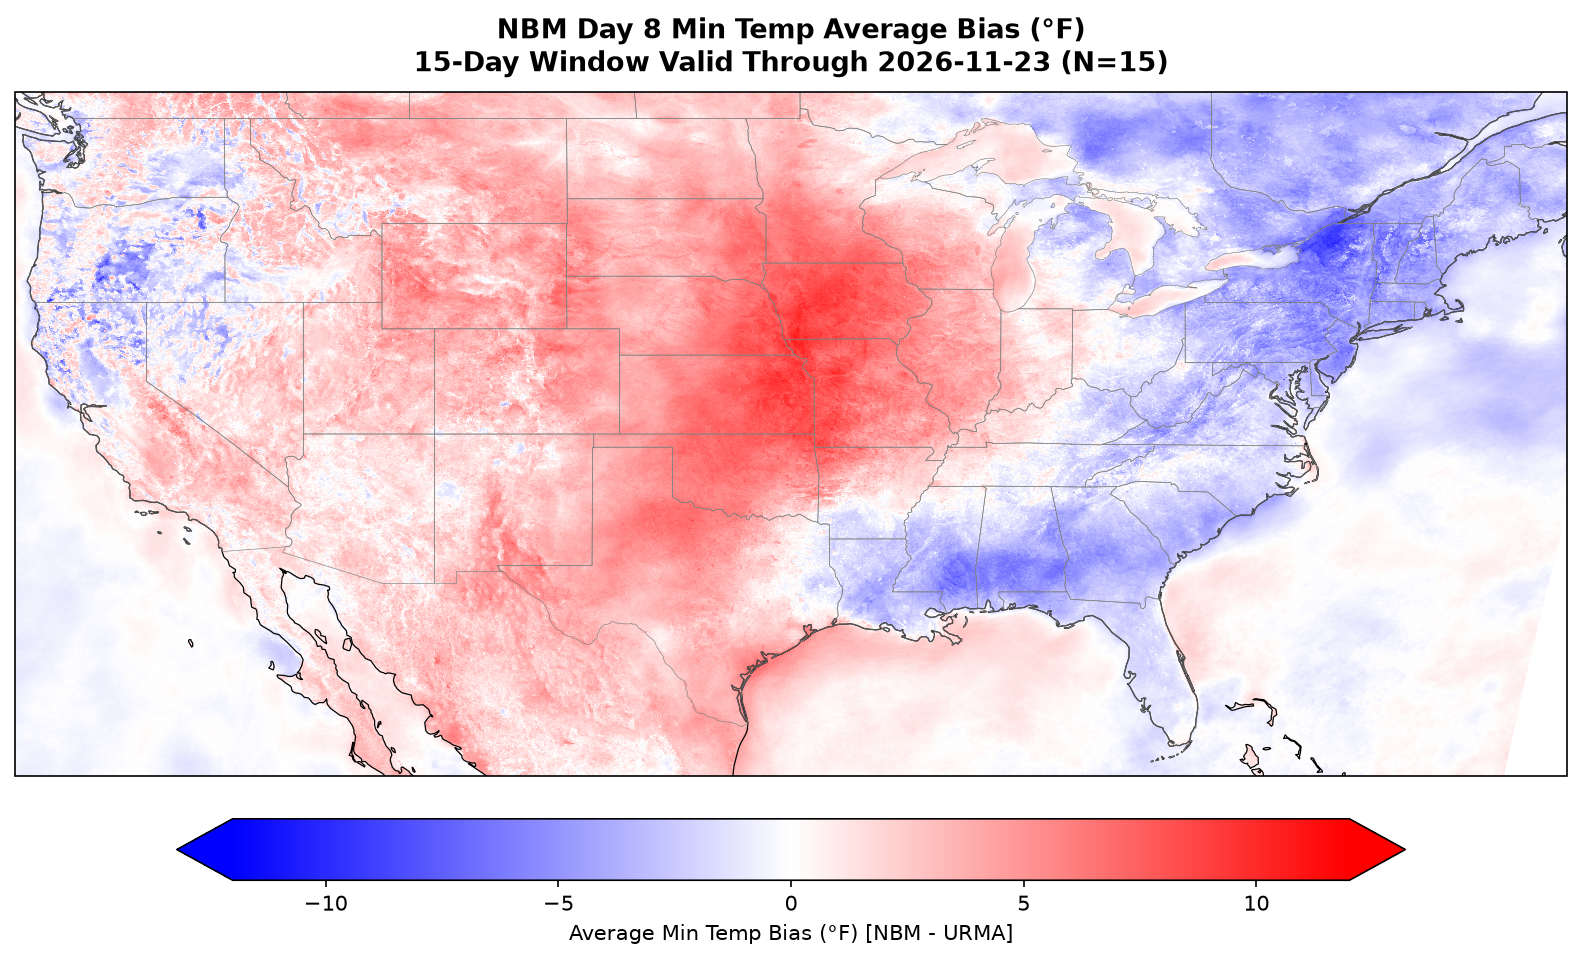 NBM Day 8 Min Temp Average Bias (°F)
15-Day Window Valid Through 2026-11-23 (N=15)
−10
−5
0
5
10
Average Min Temp Bias (°F) [NBM - URMA]